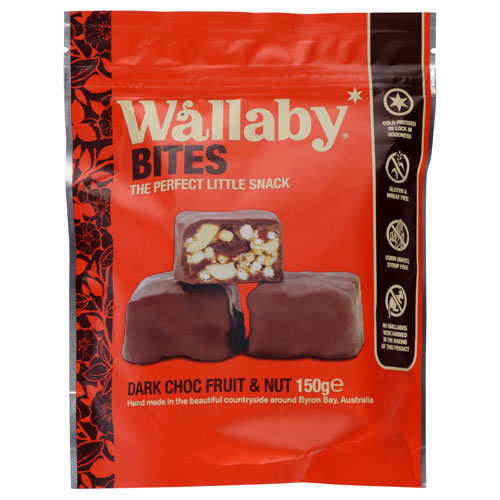 Wallaby®
BITES
THE PERFECT LITTLE SNACK
COLD PRESSED
TO LOCK IN
GOODNESS
GLUTEN &
WHEAT FREE
CORN (MAIZE)
SYRUP FREE
NO WALLABIES
WERE HARMED
IN THE MAKING
OF THIS PRODUCT
DARK CHOC FRUIT & NUT 150g℮
Hand made in the beautiful countryside around Byron Bay, Australia